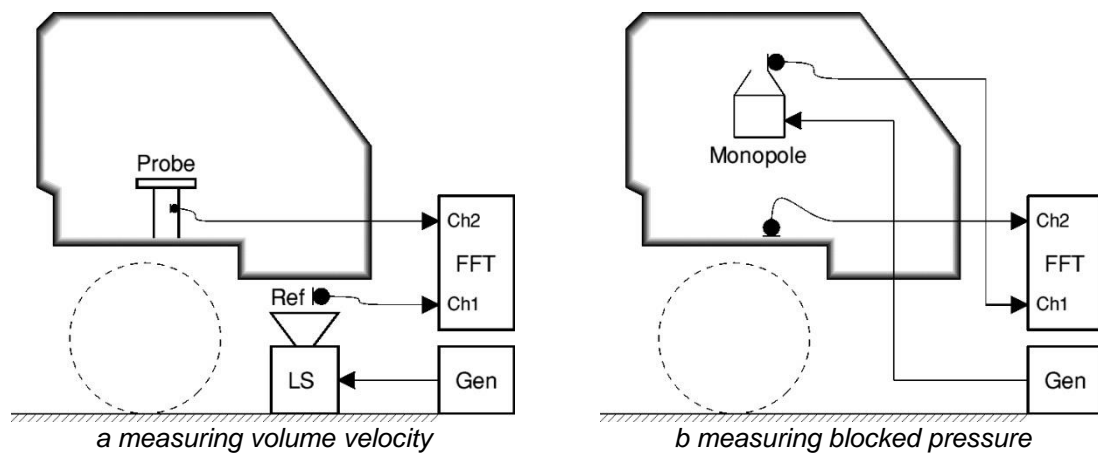 Probe
Ch2
FFT
Ref
Ch1
LS
Gen
a measuring volume velocity
Monopole
Ch2
FFT
Ch1
Gen
b measuring blocked pressure